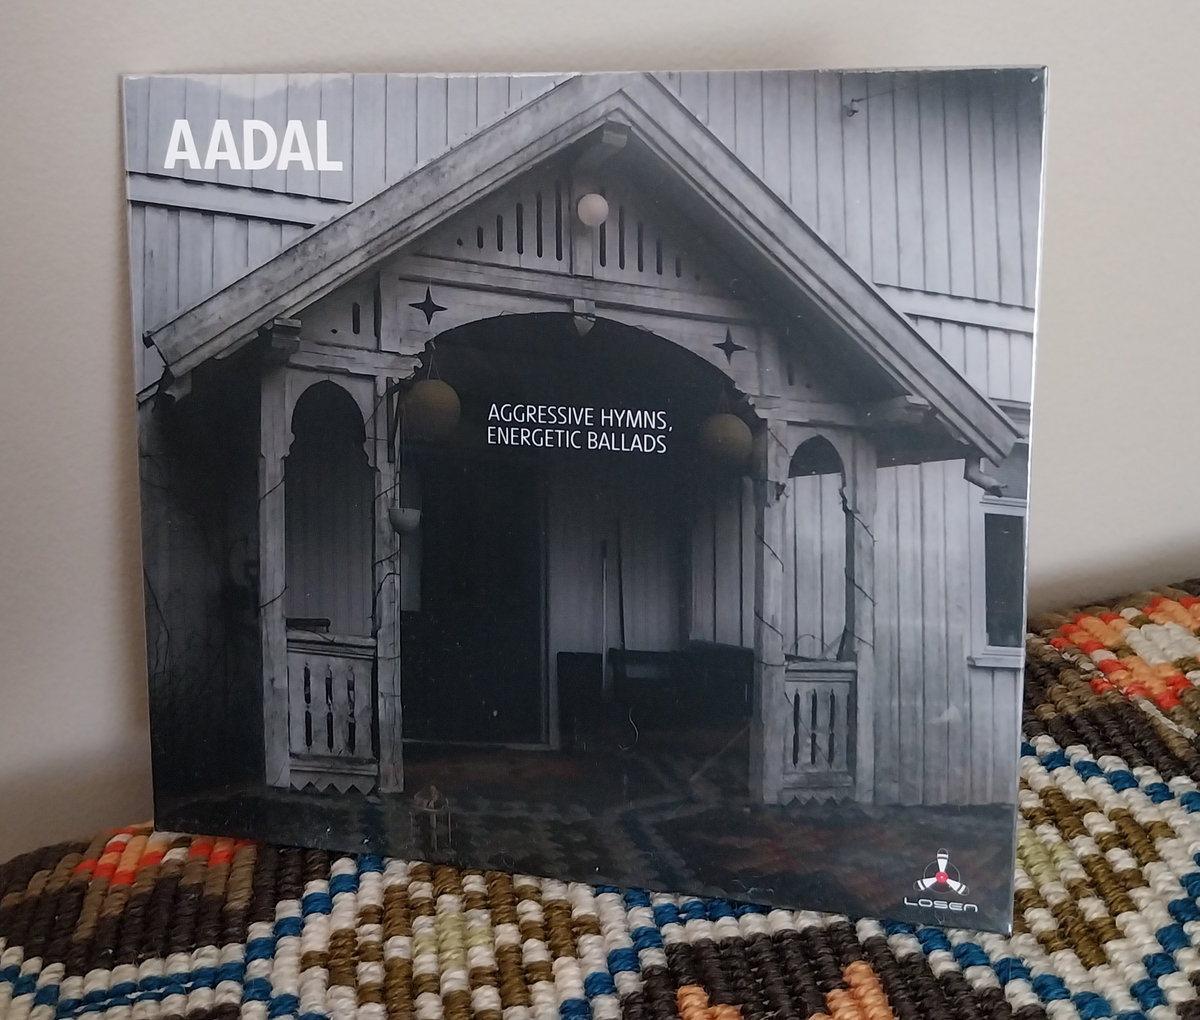 AADAL
AGGRESSIVE HYMNS,
ENERGETIC BALLADS
LOSEN